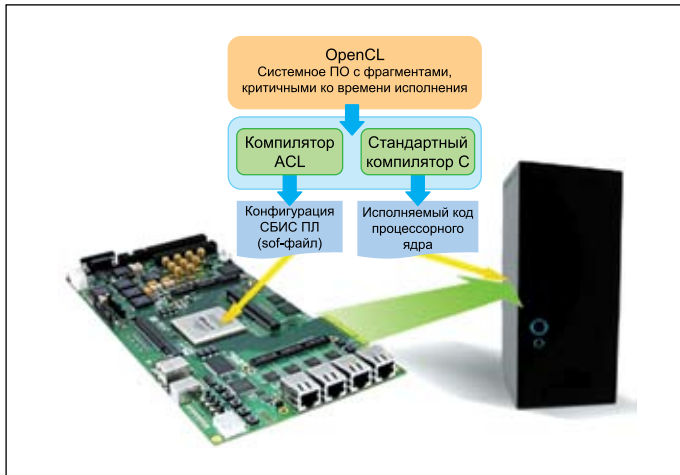 OpenCL
Системное ПО с фрагментами,
критичными ко времени исполнения
Компилятор
ACL
Стандартный
компилятор С
Конфигурация
СБИС ПЛ
(sof-файл)
Исполняемый код
процессорного
ядра